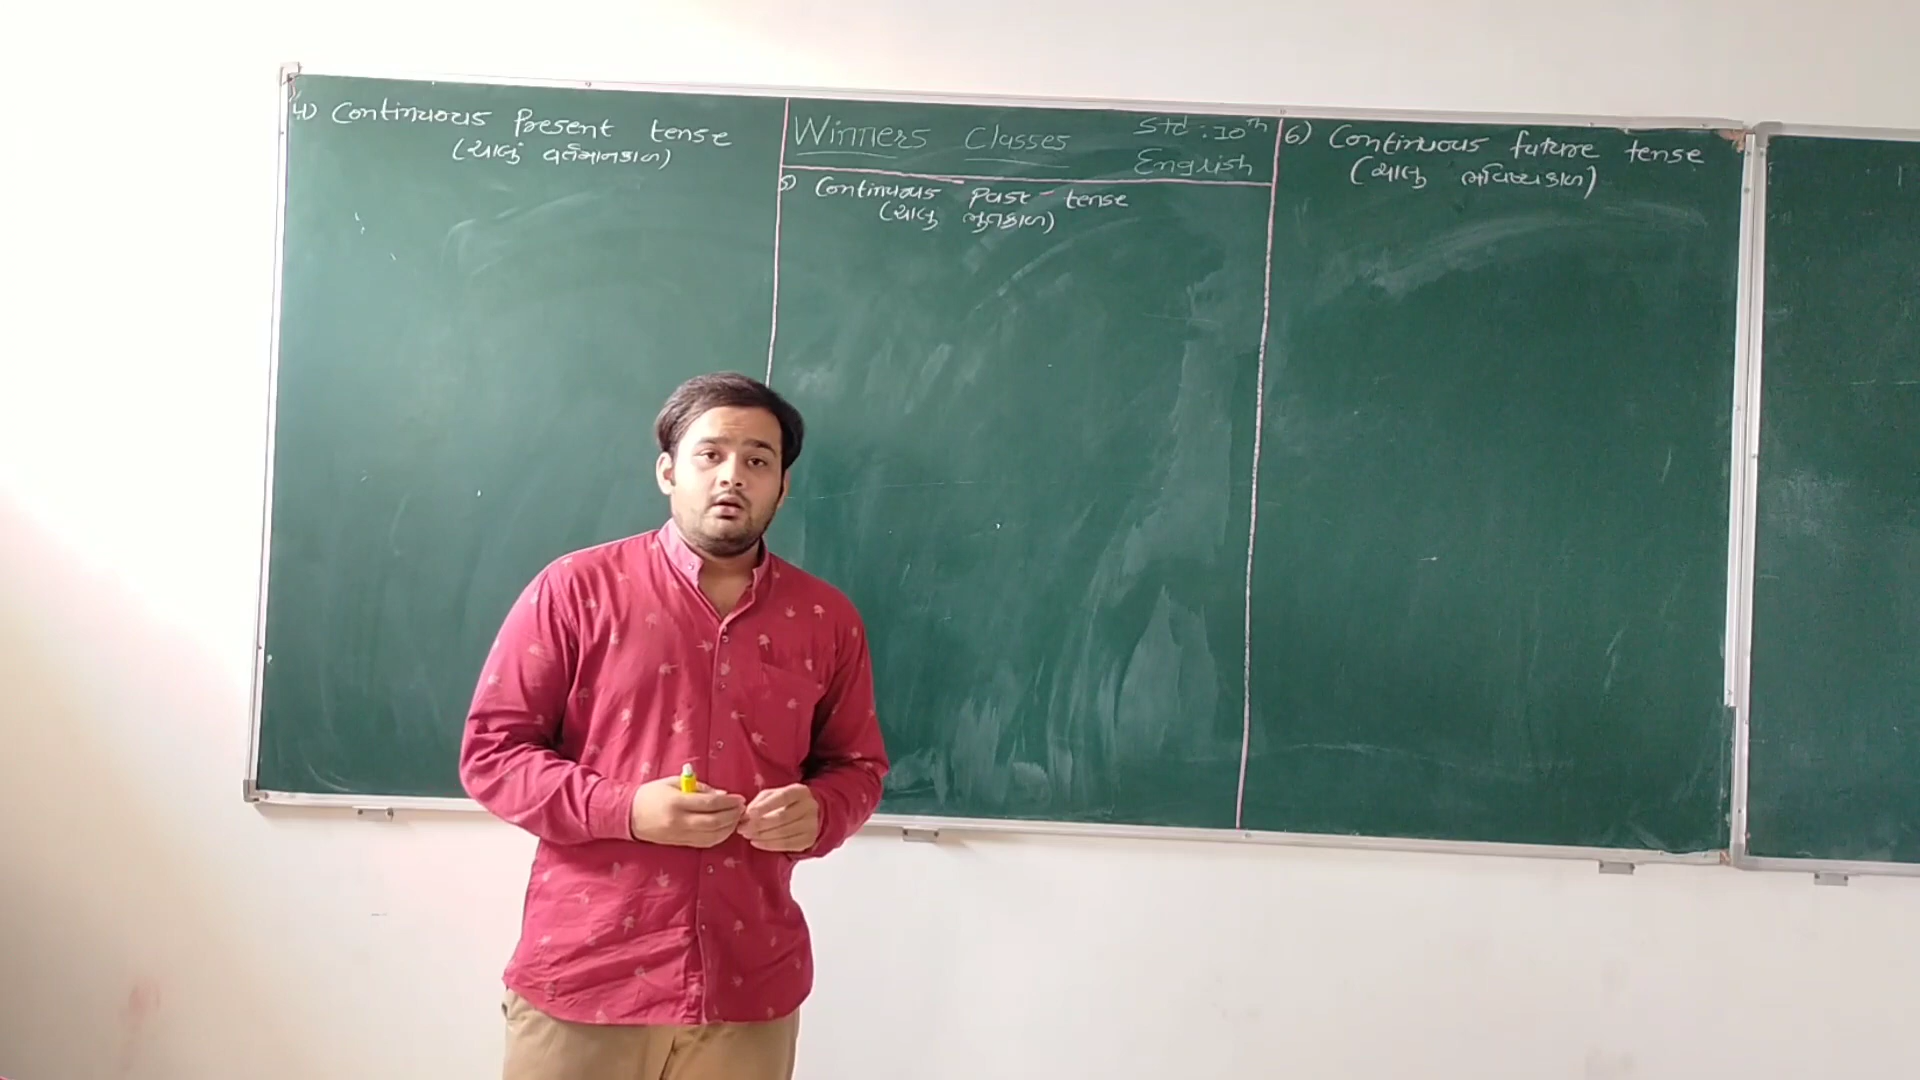 4) Continuous Present tense
(ચાલું વર્તમાનકાળ)
Winners Classes
Std : 10th
English
5) Continuous Past tense
(ચાલુ ભુતકાળ)
6) Continuous future tense
(ચાલુ ભવિષ્યકાળ)